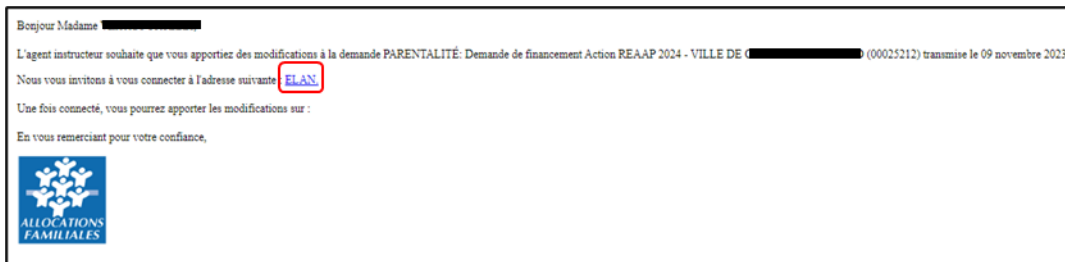 Bonjour Madame
L'agent instructeur souhaite que vous apportiez des modifications à la demande PARENTALITÉ: Demande de financement Action REAAP 2024 - VILLE DE (00025212) transmise le 09 novembre 2023
Nous vous invitons à vous connecter à l'adresse suivante : ELAN.
Une fois connecté, vous pourrez apporter les modifications sur :
En vous remerciant pour votre confiance,
ALLOCATIONS
FAMILIALES